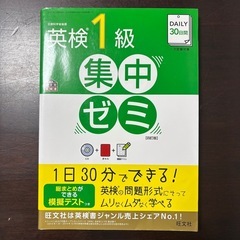 DAILY
30日間
英検1級
集中
ゼミ
1日30分でできる!
総まとめが
できる
模擬テストつき
英検の問題形式にそって
ムリなくムダなく学べる
旺文社は英検書ジャンル売上シェアNo.1!
旺文社